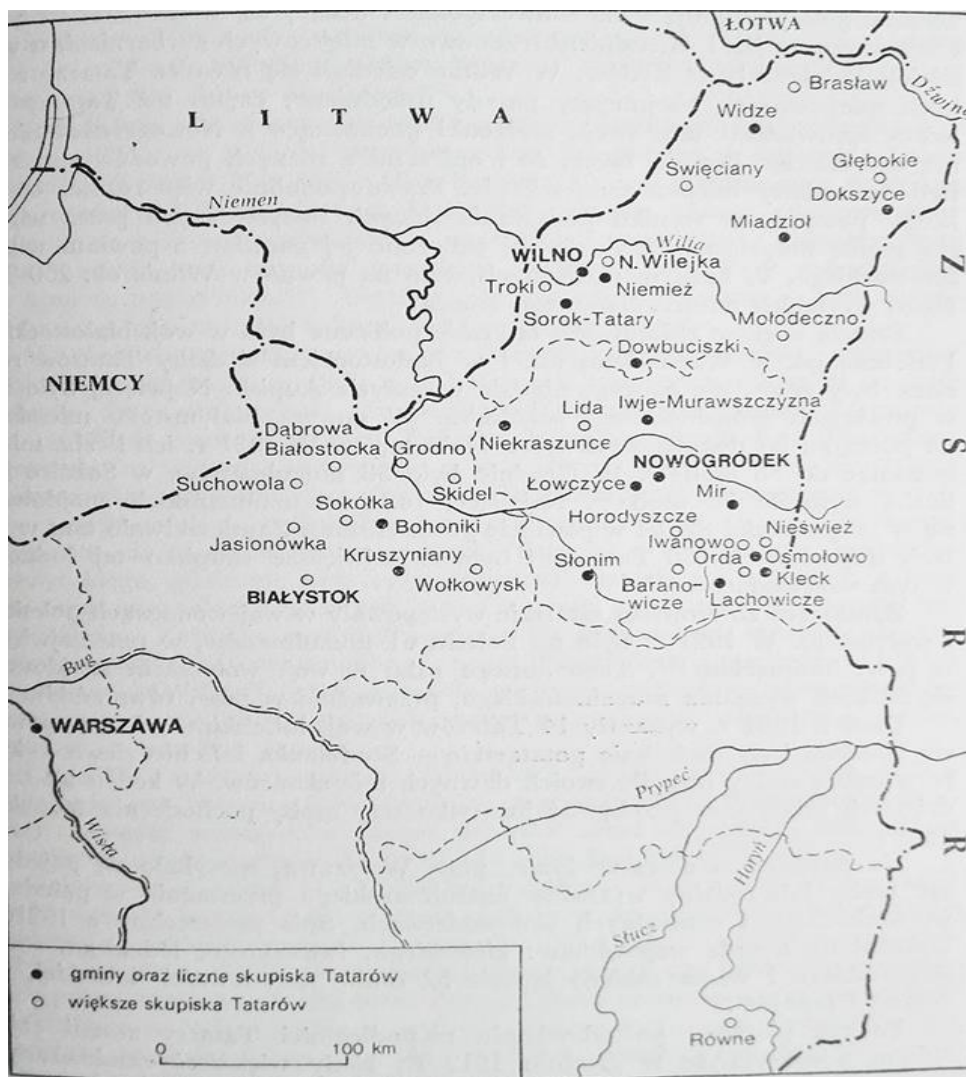 ŁOTWA
Dźwina
Brasław
Widze
L I T W A
Głębokie
Święciany
Dokszyce
Niemen
Miadzioł
Wilia
WILNO
N. Wilejka
Troki
Niemież
Sorok-Tatary
Mołodeczno
Dowbuciszki
NIEMCY
Lida
Iwje-Murawszczyzna
Dąbrowa
Białostocka
Grodno
Niekraszunce
NOWOGRÓDEK
Suchowola
Skidel
Łowczyce
Mir
Sokółka
Horodyszcze
Nieśwież
Jasionówka
Bohoniki
Iwanowo
Kruszyniany
Słonim
Orda
Osmołowo
BIAŁYSTOK
Wołkowysk
Barano-
wicze
Kleck
Lachowicze
Z S R R
Bug
WARSZAWA
Wisła
Prypeć
Horyń
Słucz
Równe
gminy oraz liczne skupiska Tatarów
większe skupiska Tatarów
0 100 km